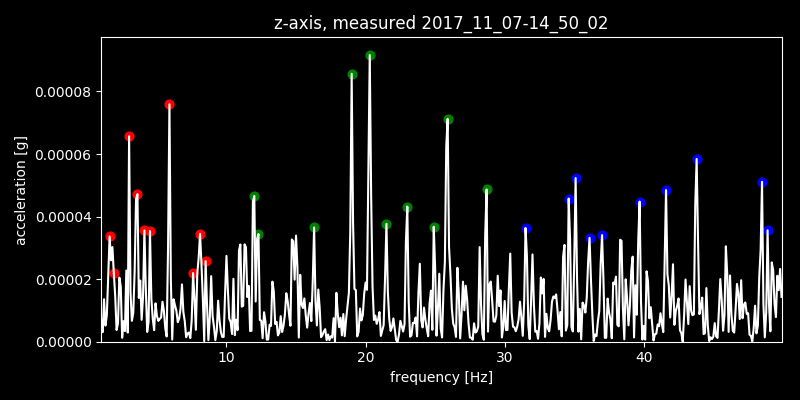 z-axis, measured 2017_11_07-14_50_02
acceleration [g]
0.00008
0.00006
0.00004
0.00002
0.00000
10 20 30 40
frequency [Hz]